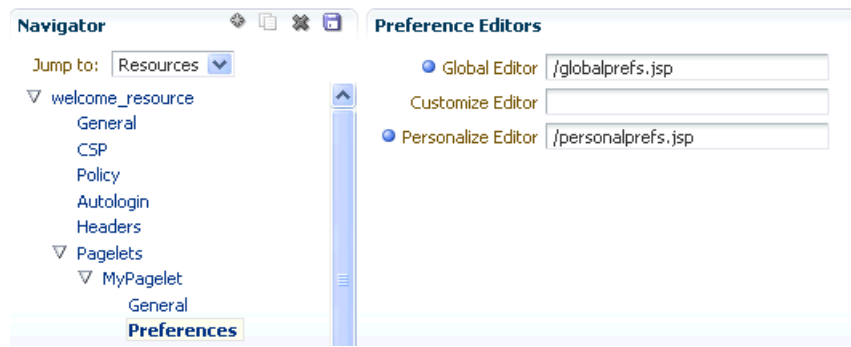 Navigator
Jump to: Resources
welcome_resource
General
CSP
Policy
Autologin
Headers
Pagelets
MyPagelet
General
Preferences
Preference Editors
Global Editor /globalprefs.jsp
Customize Editor
Personalize Editor /personalprefs.jsp